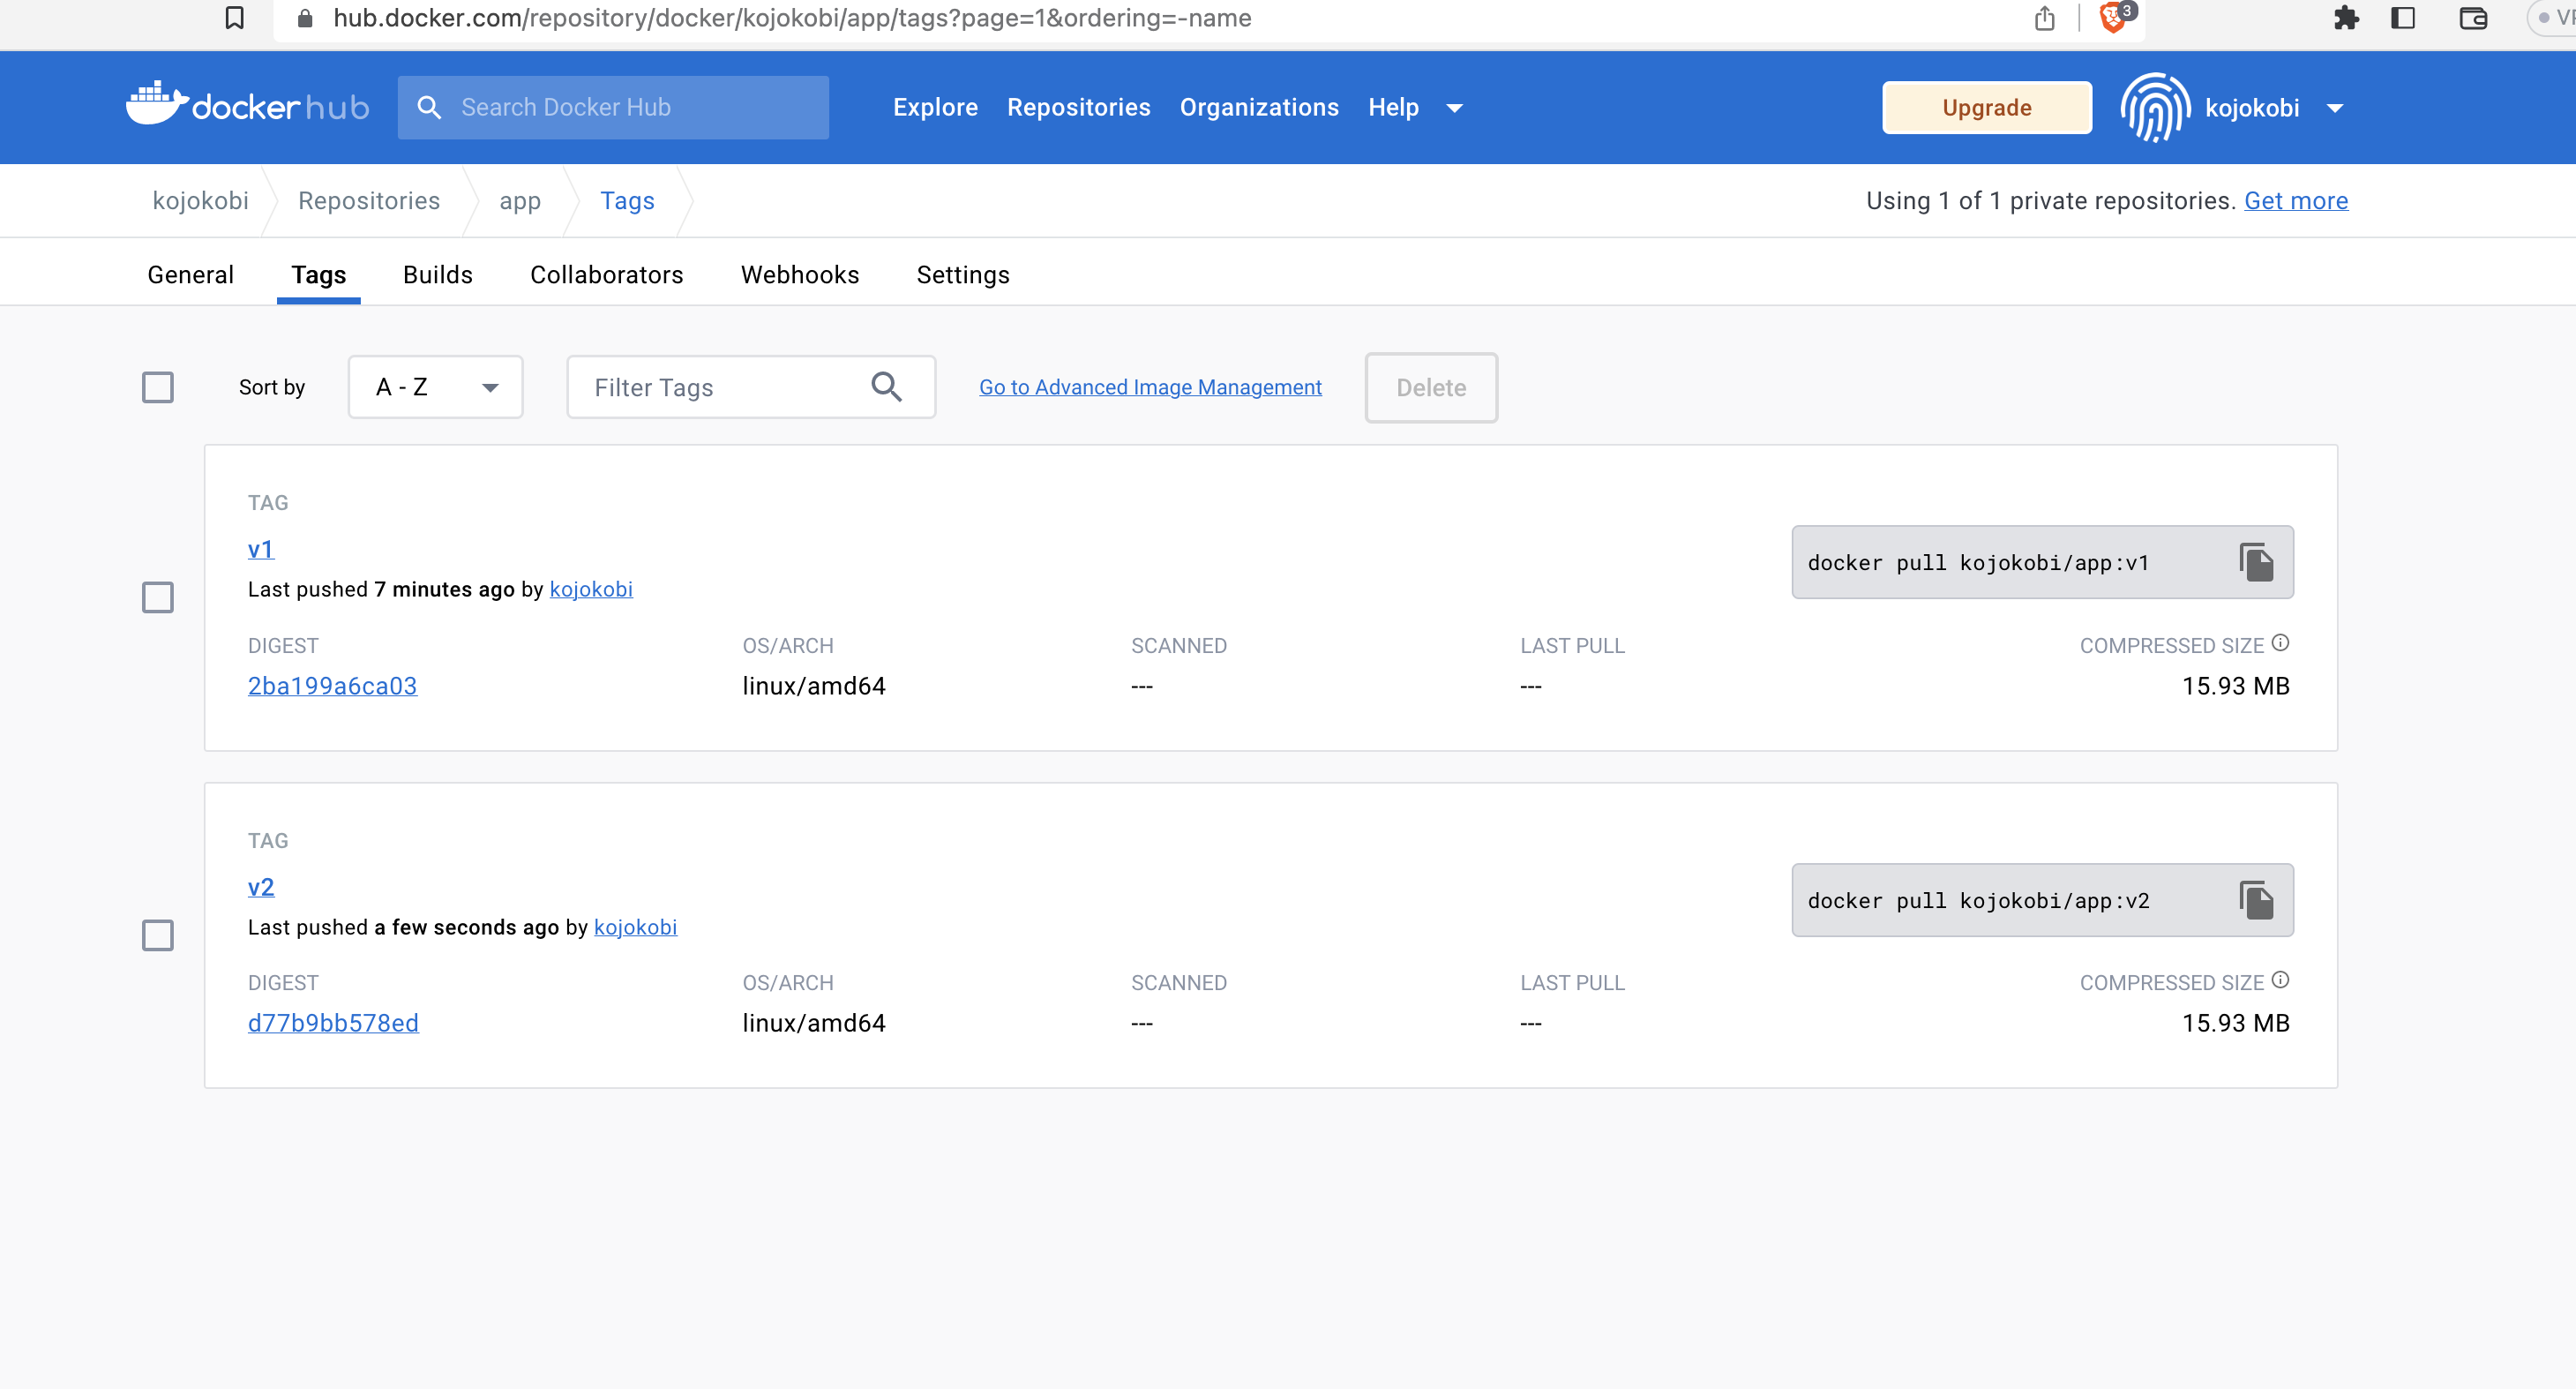 hub.docker.com/repository/docker/kojokobi/app/tags?page=1&ordering=-name
3
dockerhub
Search Docker Hub
Explore
Repositories
Organizations
Help
Upgrade
kojokobi
kojokobi
Repositories
app
Tags
Using 1 of 1 private repositories. Get more
General
Tags
Builds
Collaborators
Webhooks
Settings
Sort by
A - Z
Filter Tags
Go to Advanced Image Management
Delete
TAG
v1
Last pushed 7 minutes ago by kojokobi
docker pull kojokobi/app:v1
DIGEST
OS/ARCH
SCANNED
LAST PULL
COMPRESSED SIZE
2ba199a6ca03
linux/amd64
---
---
15.93 MB
TAG
v2
Last pushed a few seconds ago by kojokobi
docker pull kojokobi/app:v2
DIGEST
OS/ARCH
SCANNED
LAST PULL
COMPRESSED SIZE
d77b9bb578ed
linux/amd64
---
---
15.93 MB